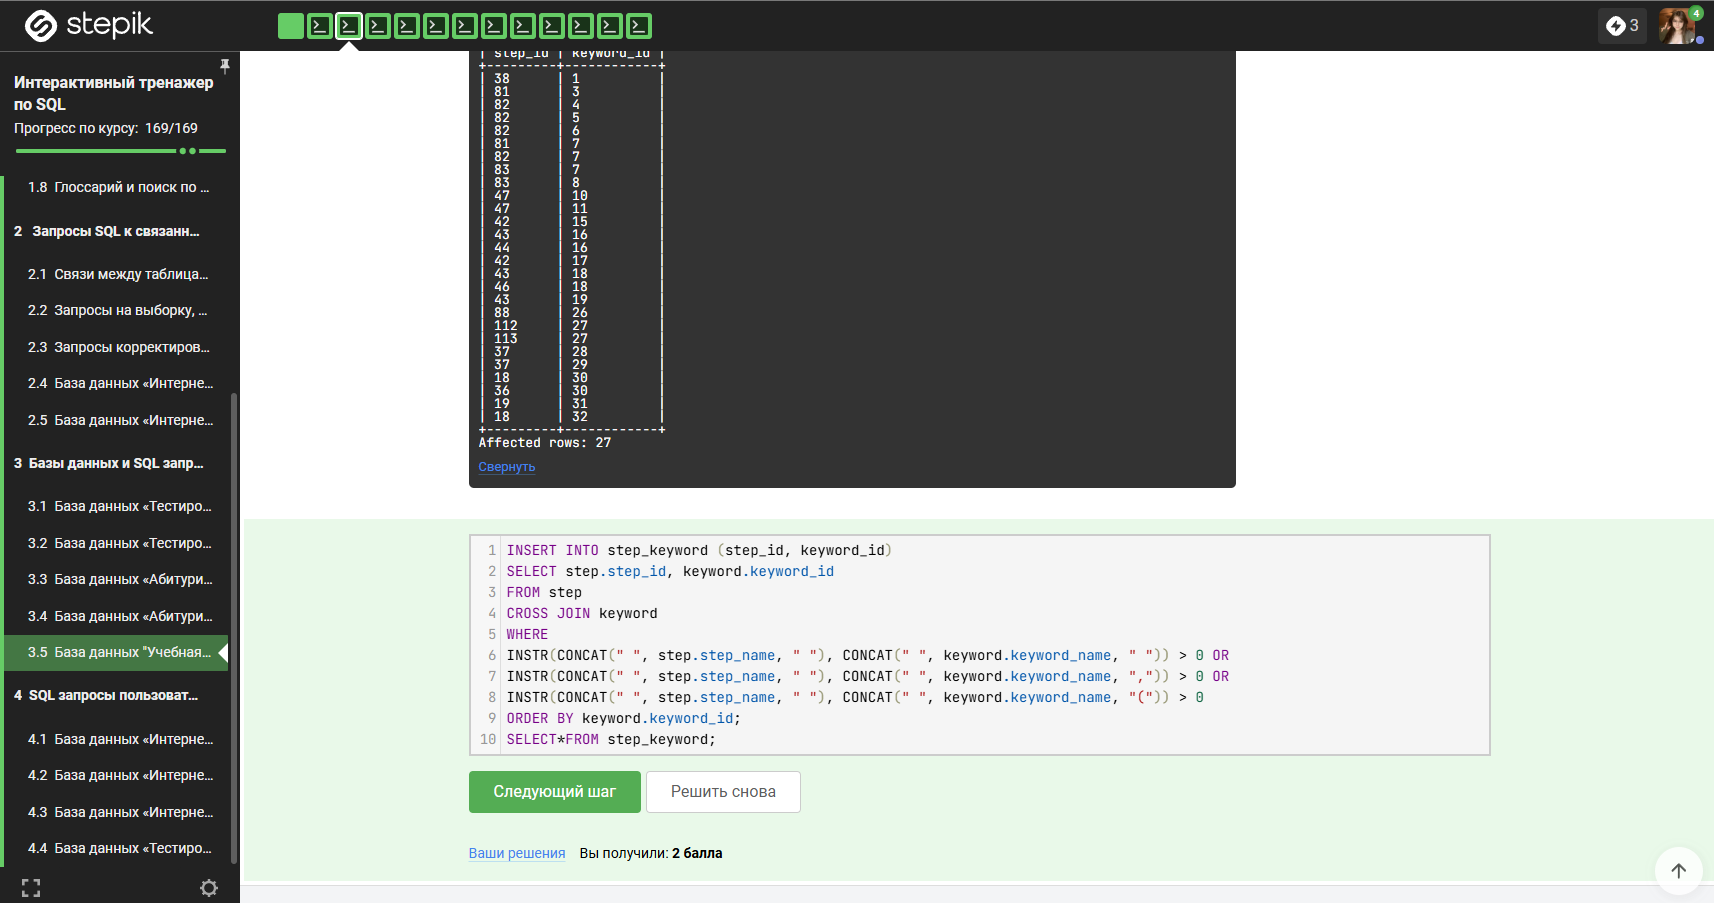 stepik
3
4
Интерактивный тренажер
по SQL
Прогресс по курсу: 169/169
1.8 Глоссарий и поиск по ...
2 Запросы SQL к связанн...
2.1 Связи между таблица...
2.2 Запросы на выборку, ...
2.3 Запросы корректиров...
2.4 База данных «Интерне...
2.5 База данных «Интерне...
3 Базы данных и SQL запр...
3.1 База данных «Тестиро...
3.2 База данных «Тестиро...
3.3 База данных «Абитури...
3.4 База данных «Абитури...
3.5 База данных "Учебная...
4 SQL запросы пользоват...
4.1 База данных «Интерне...
4.2 База данных «Интерне...
4.3 База данных «Интерне...
4.4 База данных «Тестиро...
| step_id | keyword_id |
+---------+------------+
| 38 | 1 |
| 81 | 3 |
| 82 | 4 |
| 82 | 5 |
| 82 | 6 |
| 81 | 7 |
| 82 | 7 |
| 83 | 7 |
| 83 | 8 |
| 47 | 10 |
| 47 | 11 |
| 42 | 15 |
| 43 | 16 |
| 44 | 16 |
| 42 | 17 |
| 43 | 18 |
| 46 | 18 |
| 43 | 19 |
| 88 | 26 |
| 112 | 27 |
| 113 | 27 |
| 37 | 28 |
| 37 | 29 |
| 18 | 30 |
| 36 | 30 |
| 19 | 31 |
| 18 | 32 |
+---------+------------+
Affected rows: 27
Свернуть
1 INSERT INTO step_keyword (step_id, keyword_id)
2 SELECT step.step_id, keyword.keyword_id
3 FROM step
4 CROSS JOIN keyword
5 WHERE
6 INSTR(CONCAT(" ", step.step_name, " "), CONCAT(" ", keyword.keyword_name, " ")) > 0 OR
7 INSTR(CONCAT(" ", step.step_name, " "), CONCAT(" ", keyword.keyword_name, ",")) > 0 OR
8 INSTR(CONCAT(" ", step.step_name, " "), CONCAT(" ", keyword.keyword_name, "(")) > 0
9 ORDER BY keyword.keyword_id;
10 SELECT*FROM step_keyword;
Следующий шаг
Решить снова
Ваши решения Вы получили: 2 балла